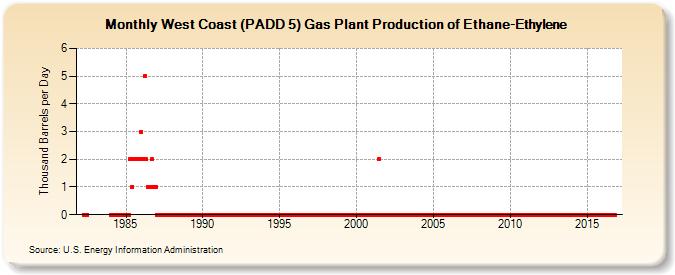 Monthly West Coast (PADD 5) Gas Plant Production of Ethane-Ethylene
Thousand Barrels per Day
6
5
4
3
2
1
0
1985 1990 1995 2000 2005 2010 2015
Source: U.S. Energy Information Administration